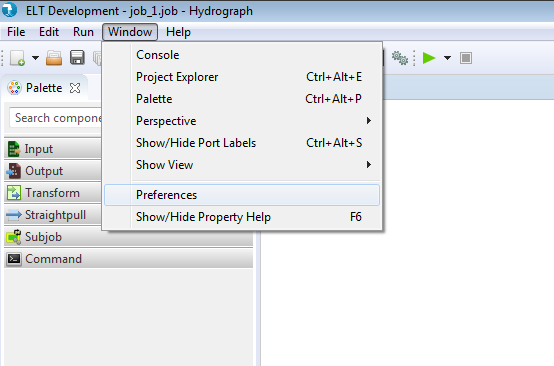 ELT Development - job_1.job - Hydrograph
File Edit Run Window Help
Console
Project Explorer Ctrl+Alt+E
Palette Ctrl+Alt+P
Perspective
Show/Hide Port Labels Ctrl+Alt+S
Show View
Preferences
Show/Hide Property Help F6
Palette
Search compone
Input
Output
Transform
Straightpull
Subjob
Command